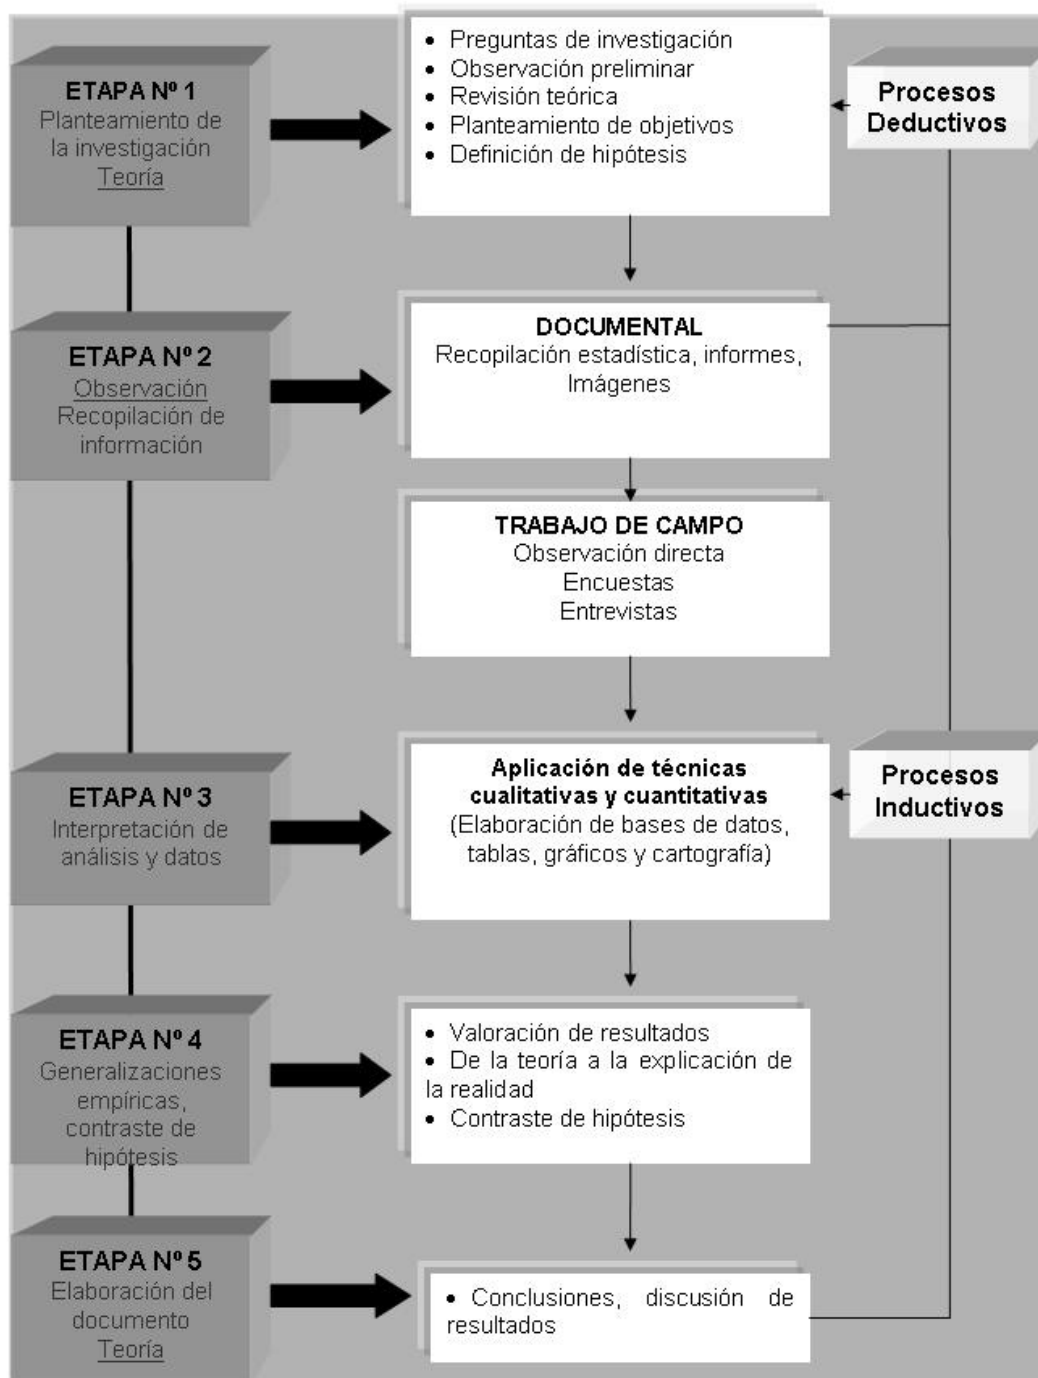 ETAPA Nº 1
Planteamiento de
la investigación
Teoría
• Preguntas de investigación
• Observación preliminar
• Revisión teórica
• Planteamiento de objetivos
• Definición de hipótesis
Procesos
Deductivos
ETAPA Nº 2
Observación
Recopilación de
información
DOCUMENTAL
Recopilación estadística, informes,
Imágenes
TRABAJO DE CAMPO
Observación directa
Encuestas
Entrevistas
ETAPA Nº 3
Interpretación de
análisis y datos
Aplicación de técnicas
cualitativas y cuantitativas
(Elaboración de bases de datos,
tablas, gráficos y cartografía)
Procesos
Inductivos
ETAPA Nº 4
Generalizaciones
empíricas,
contraste de
hipótesis
• Valoración de resultados
• De la teoría a la explicación de
la realidad
• Contraste de hipótesis
ETAPA Nº 5
Elaboración del
documento
Teoría
• Conclusiones, discusión de
resultados